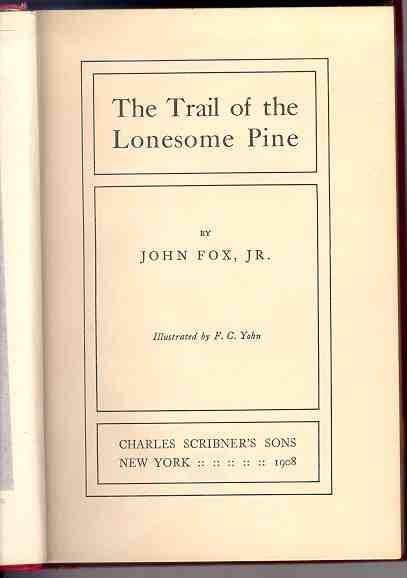 The Trail of the
Lonesome Pine
BY
JOHN FOX, JR.
Illustrated by F. C. Yohn
CHARLES SCRIBNER'S SONS
NEW YORK :: :: :: :: :: 1908